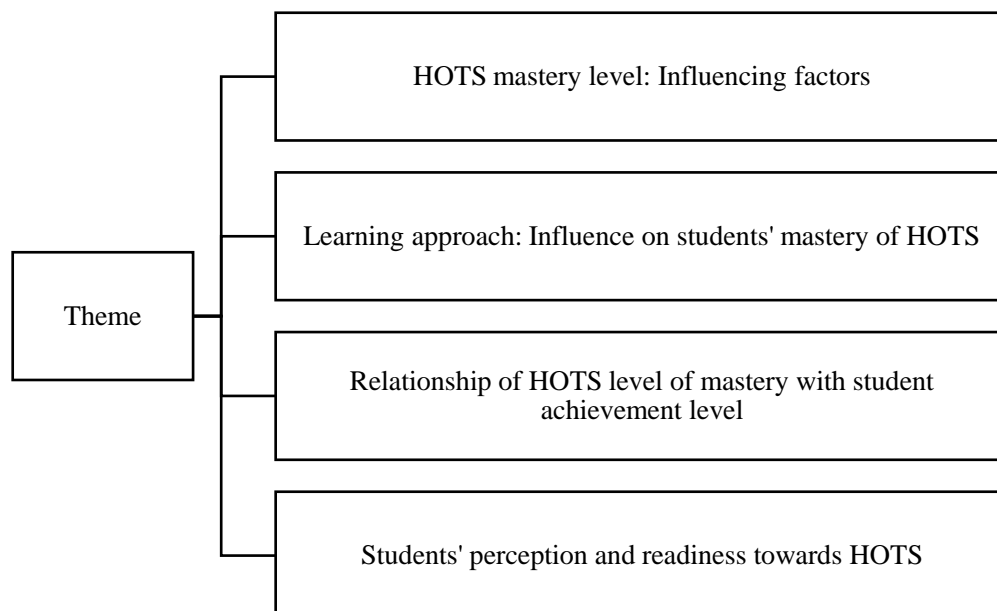 HOTS mastery level: Influencing factors
Learning approach: Influence on students' mastery of HOTS
Theme
Relationship of HOTS level of mastery with student
achievement level
Students' perception and readiness towards HOTS